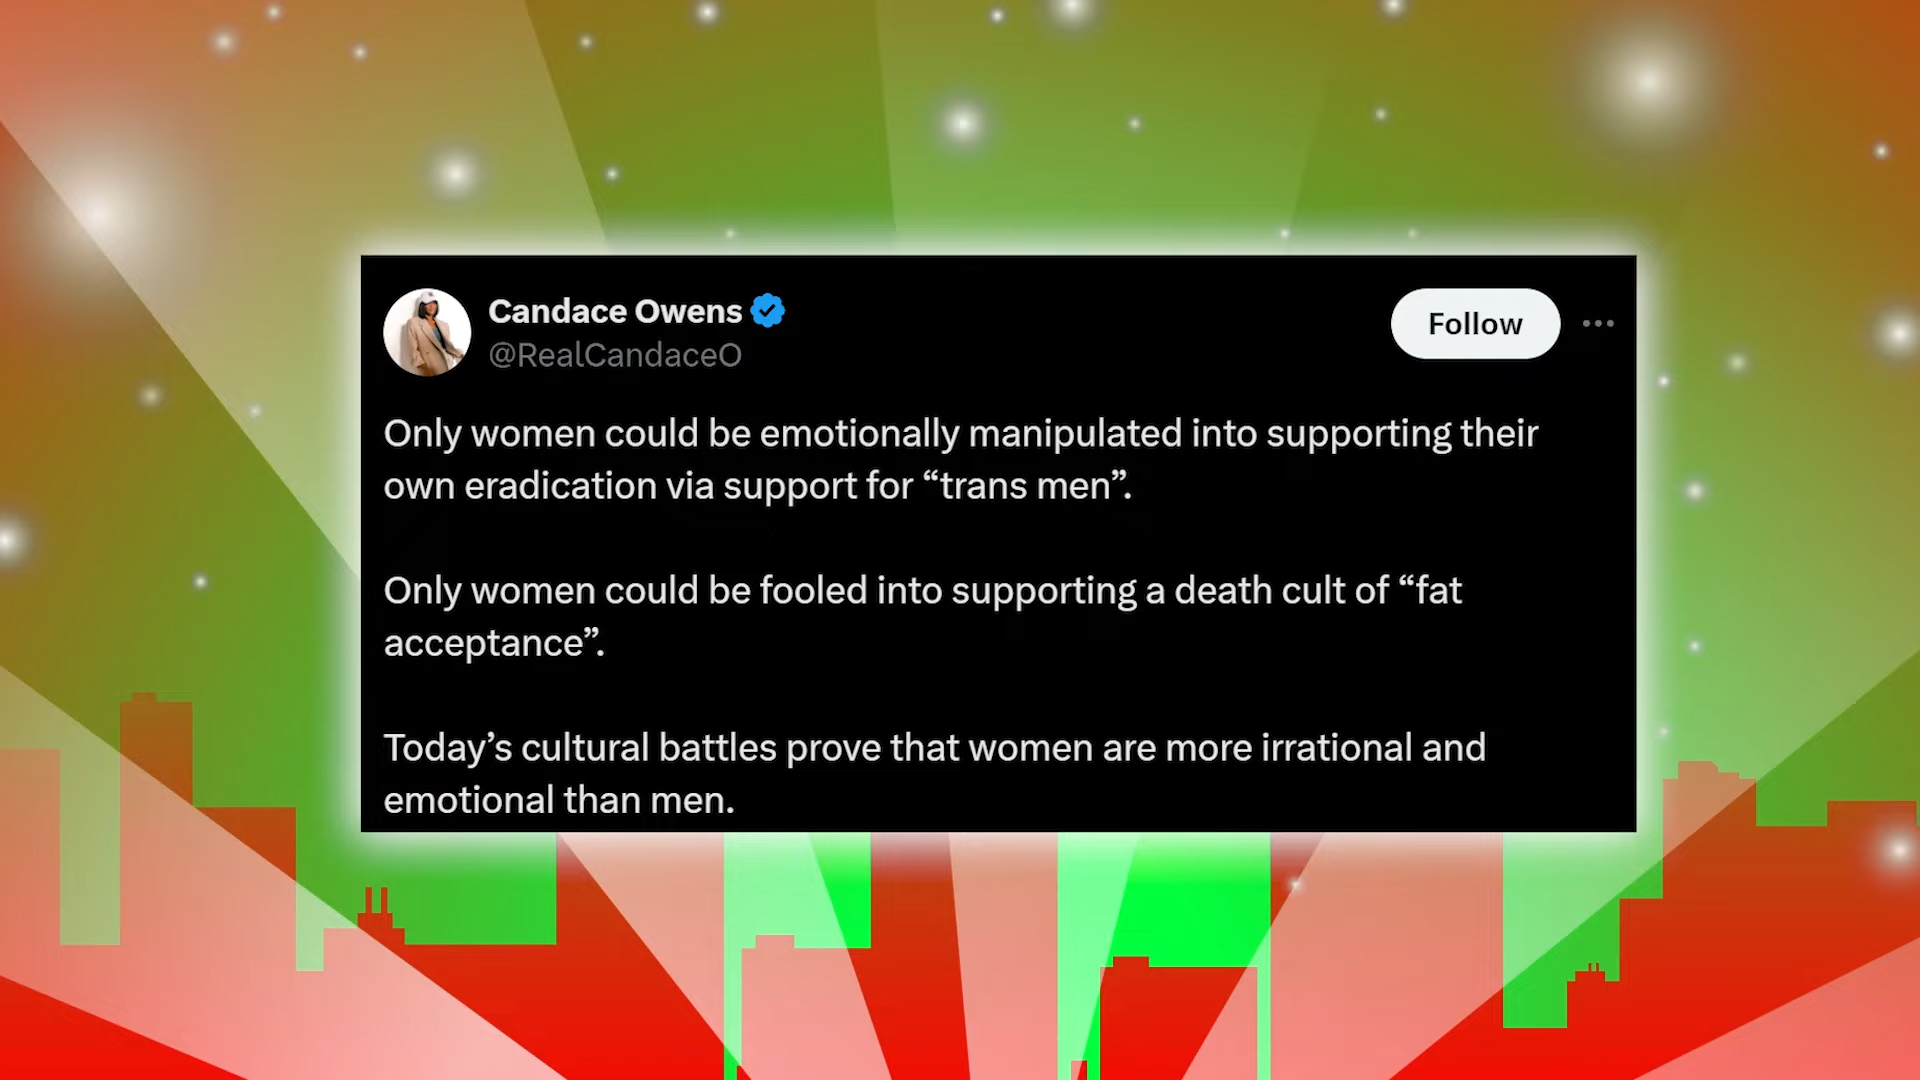 Candace Owens
@RealCandaceO
Follow
Only women could be emotionally manipulated into supporting their
own eradication via support for “trans men”.
Only women could be fooled into supporting a death cult of “fat
acceptance”.
Today’s cultural battles prove that women are more irrational and
emotional than men.